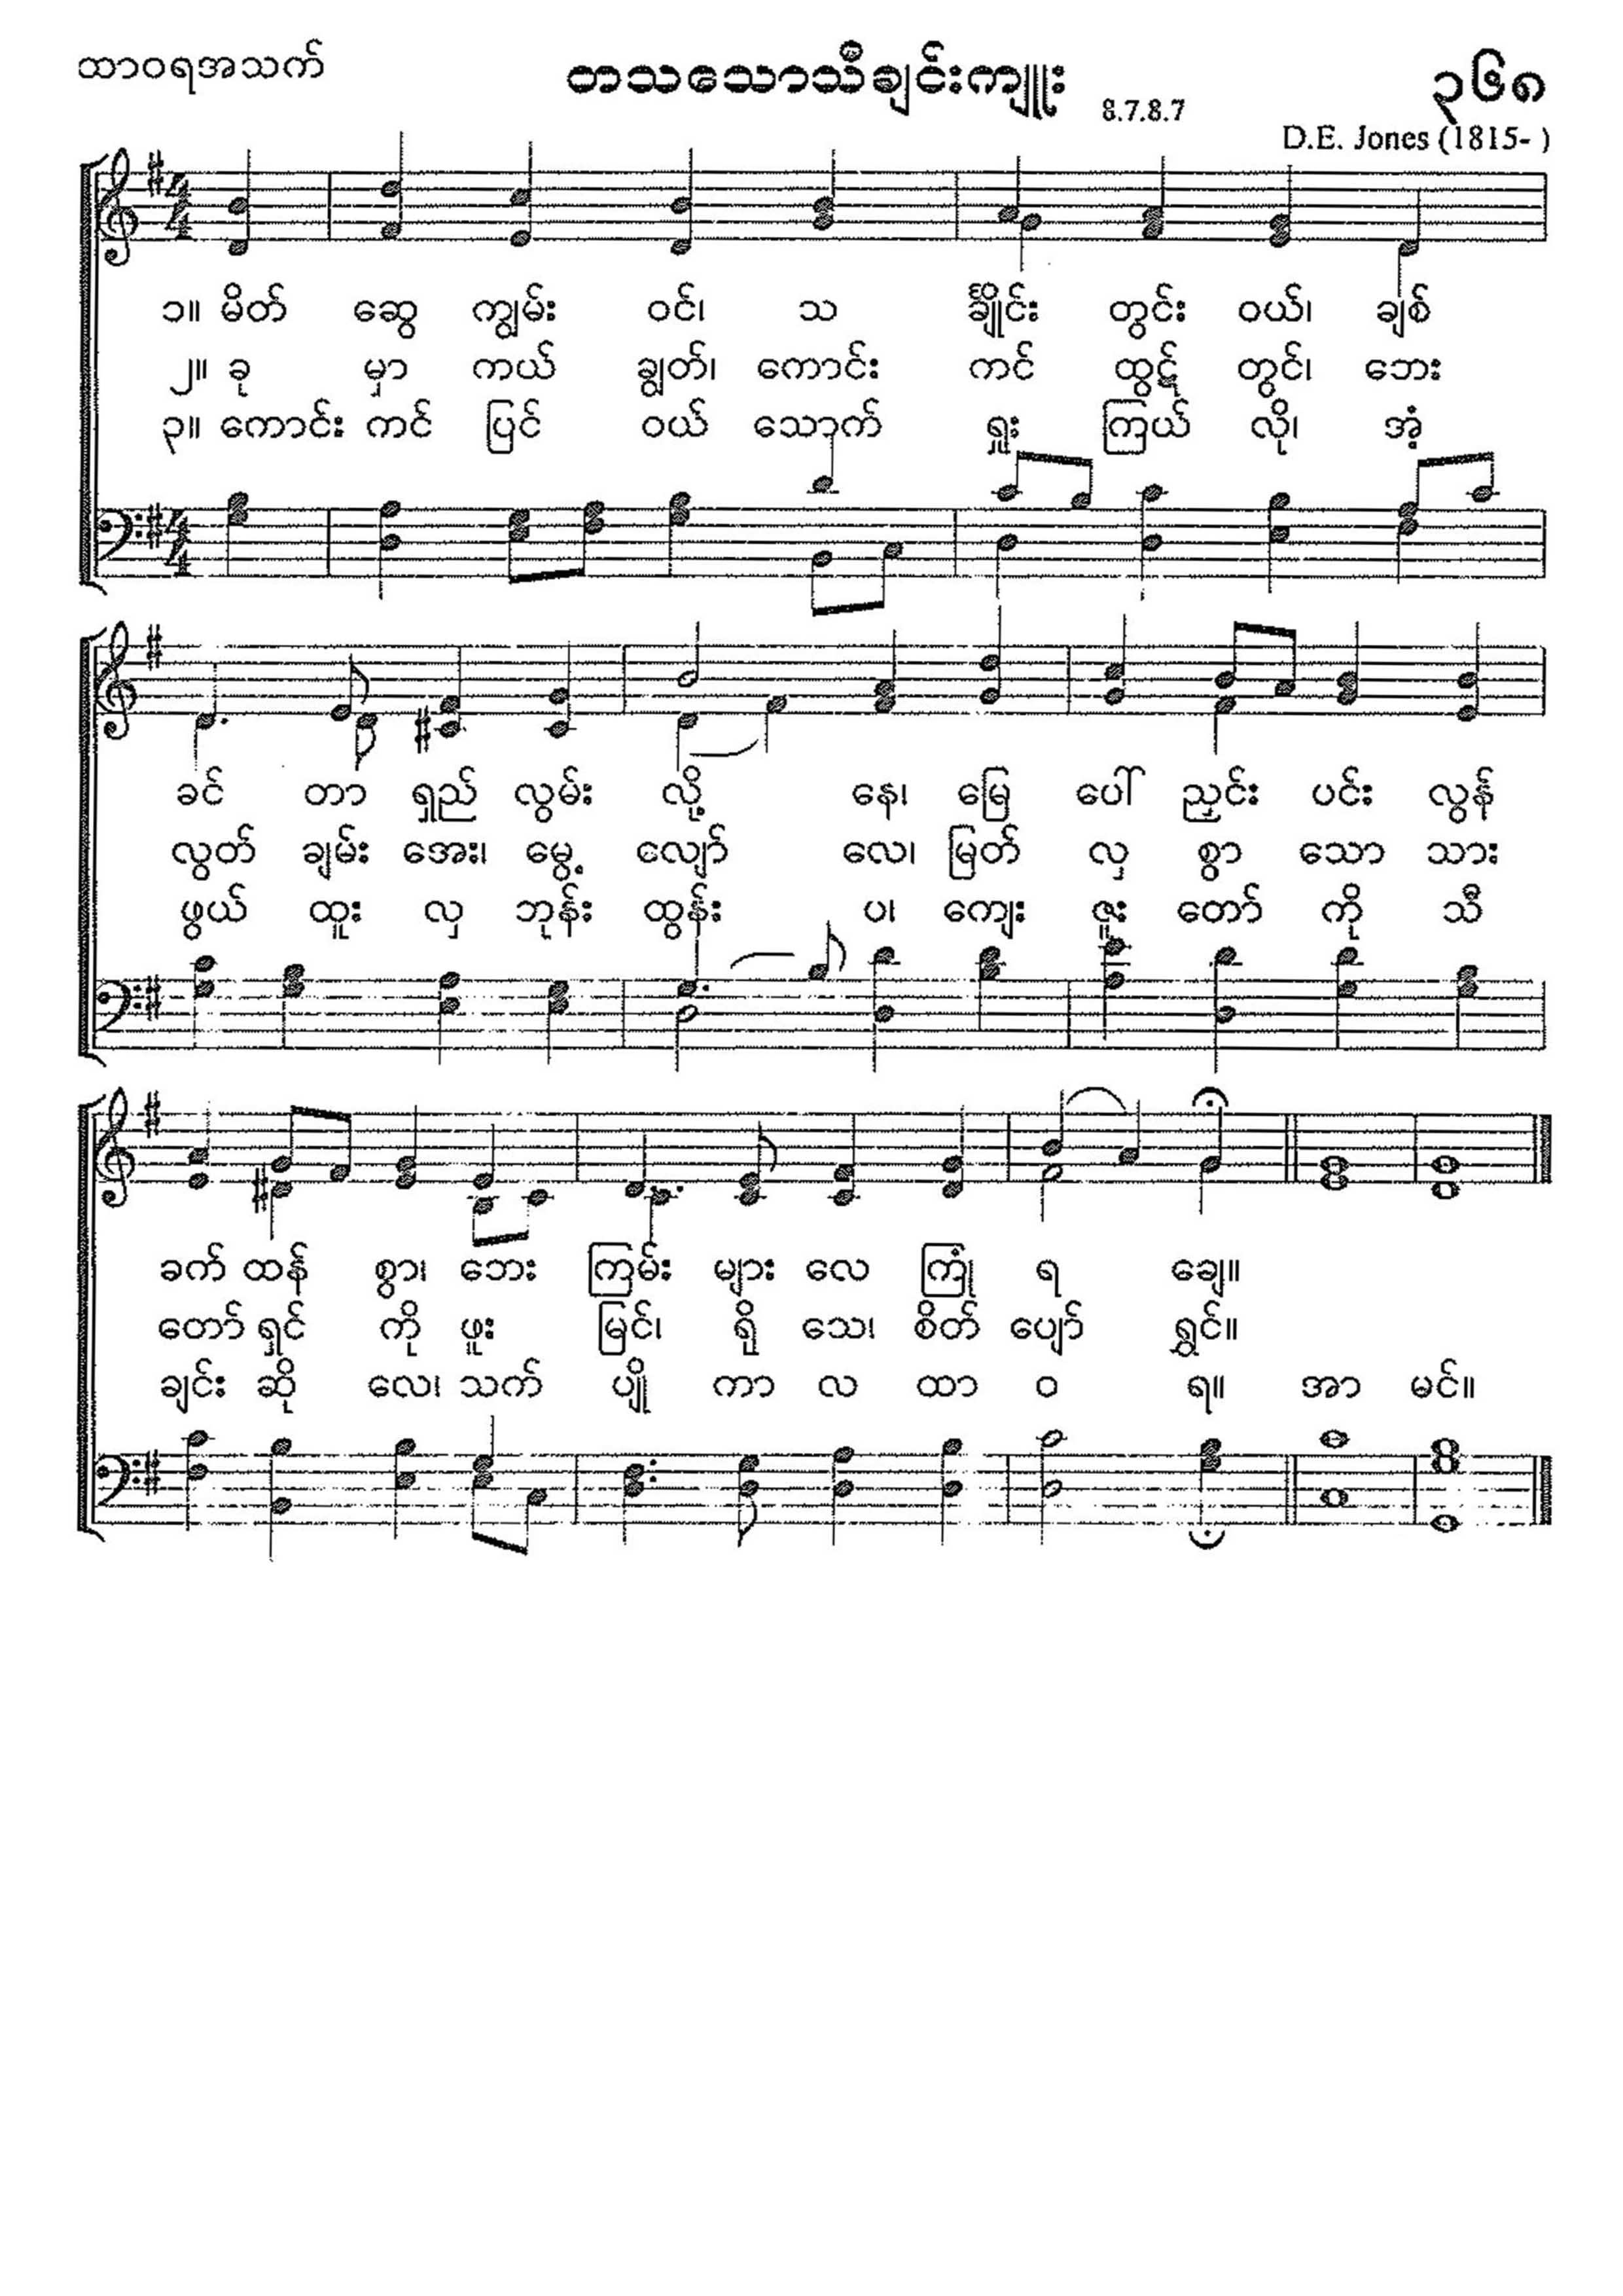 ထာဝရအသက်
တသသောသီချင်းကျူး
8.7.8.7
၃၆၈
D.E. Jones (1815- )
၁။ မိတ် ဆွေ ကျွမ်း ဝင်၊ သ ချိုင်း တွင်း ဝယ်၊ ချစ်
၂။ ခု မှာ ကယ် ချွတ်၊ ကောင်း ကင် ထွဋ် တွင်၊ ဘေး
၃။ ကောင်း ကင် ပြင် ဝယ် သောက် ရှူး ကြယ် လို၊ အံ့
ခင် တာ ရှည် လွမ်း လို့ နေ၊ မြေ ပေါ် ညှင်း ပင်း လွန်
လွတ် ချမ်း အေး၊ မွေ့ လျော် လေ၊ မြတ် လှ စွာ သော သား
ဖွယ် ထူး လှ ဘုန်း ထွန်း ပ၊ ကျေး ဇူး တော် ကို သီ
ခက် ထန် စွာ၊ ဘေး ကြမ်း များ လေ ကြုံ ရ ချေ။
တော် ရှင် ကို ဖူး မြင်၊ ရှိ သေ၊ စိတ် ပျော် ရွှင်။
ချင်း ဆို လေ၊ သက် ပျို ကာ လ ထာ ဝ ရ။ အာ မင်။